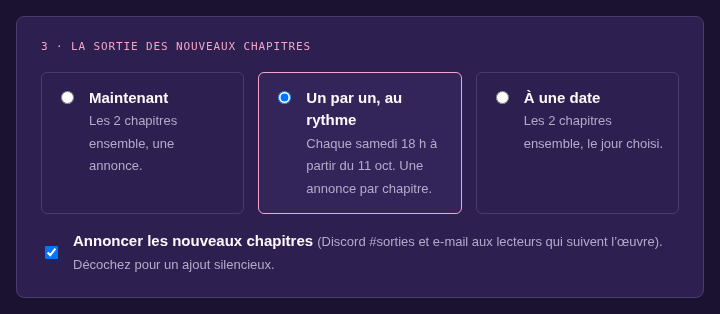 3 · LA SORTIE DES NOUVEAUX CHAPITRES
Maintenant
Les 2 chapitres
ensemble, une
annonce.
Un par un, au
rythme
Chaque samedi 18 h à
partir du 11 oct. Une
annonce par chapitre.
À une date
Les 2 chapitres
ensemble, le jour choisi.
Annoncer les nouveaux chapitres (Discord #sorties et e-mail aux lecteurs qui suivent l’œuvre).
Décochez pour un ajout silencieux.